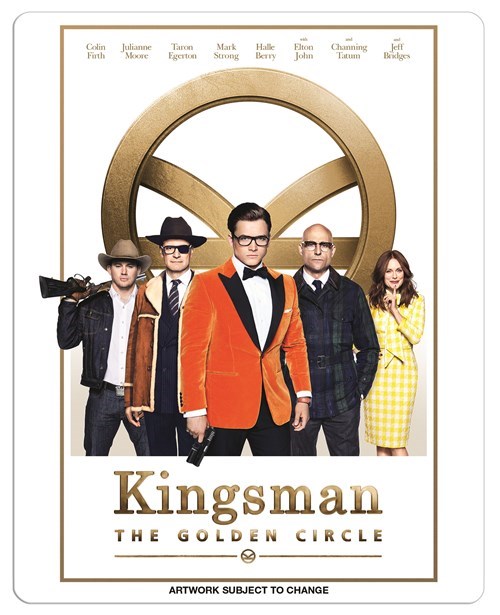 with and and
Colin Julianne Taron Mark Halle Elton Channing Jeff
Firth Moore Egerton Strong Berry John Tatum Bridges
Kingsman
THE GOLDEN CIRCLE
ARTWORK SUBJECT TO CHANGE